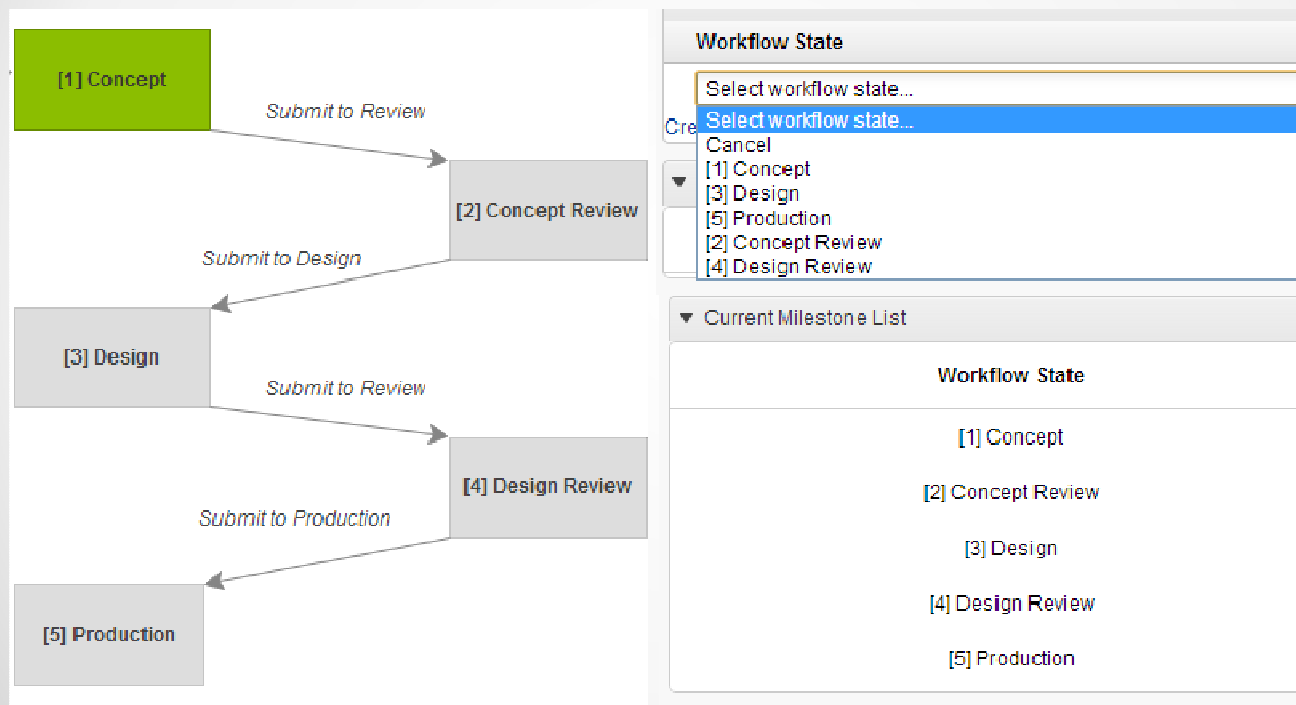 [1] Concept
Submit to Review
[2] Concept Review
Submit to Design
[3] Design
Submit to Review
[4] Design Review
Submit to Production
[5] Production
Workflow State
Select workflow state...
Select workflow state...
Cre
Cancel
[1] Concept
[3] Design
[5] Production
[2] Concept Review
[4] Design Review
Current Milestone List
Workflow State
[1] Concept
[2] Concept Review
[3] Design
[4] Design Review
[5] Production